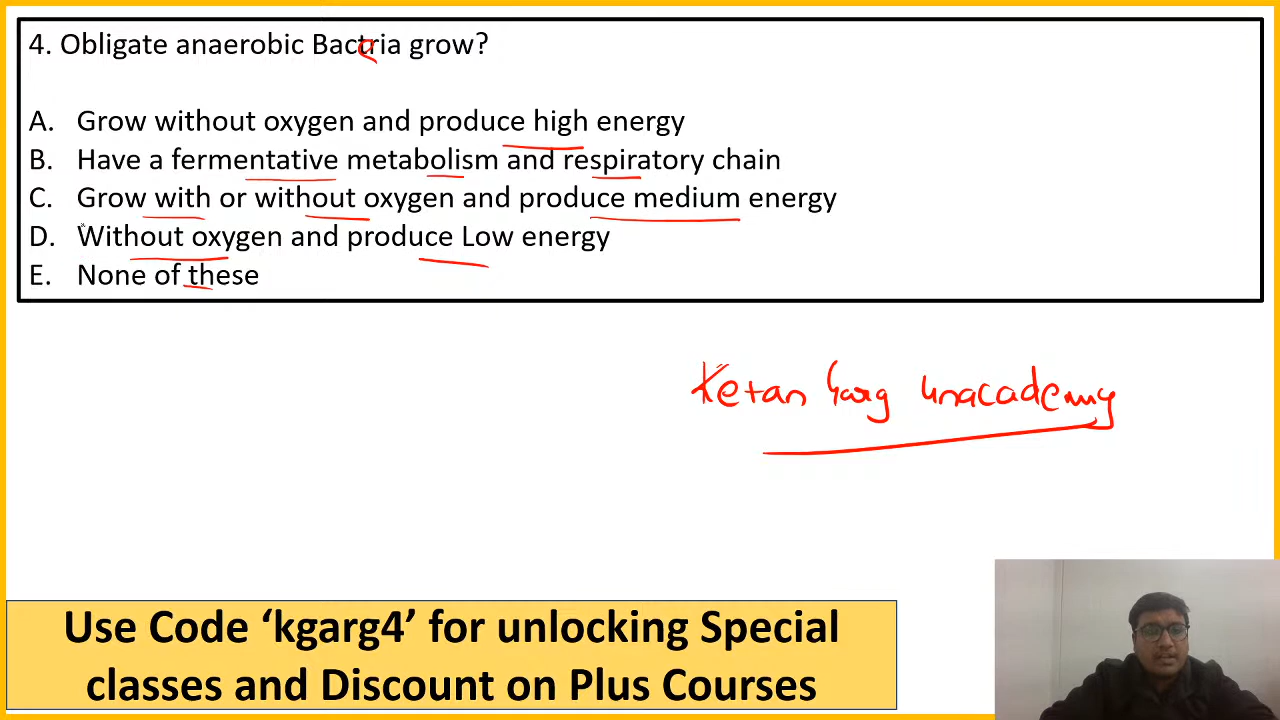 4. Obligate anaerobic Bactria grow?
A. Grow without oxygen and produce high energy
B. Have a fermentative metabolism and respiratory chain
C. Grow with or without oxygen and produce medium energy
D. Without oxygen and produce Low energy
E. None of these
Ketan Garg Unacademy
Use Code ‘kgarg4’ for unlocking Special
classes and Discount on Plus Courses